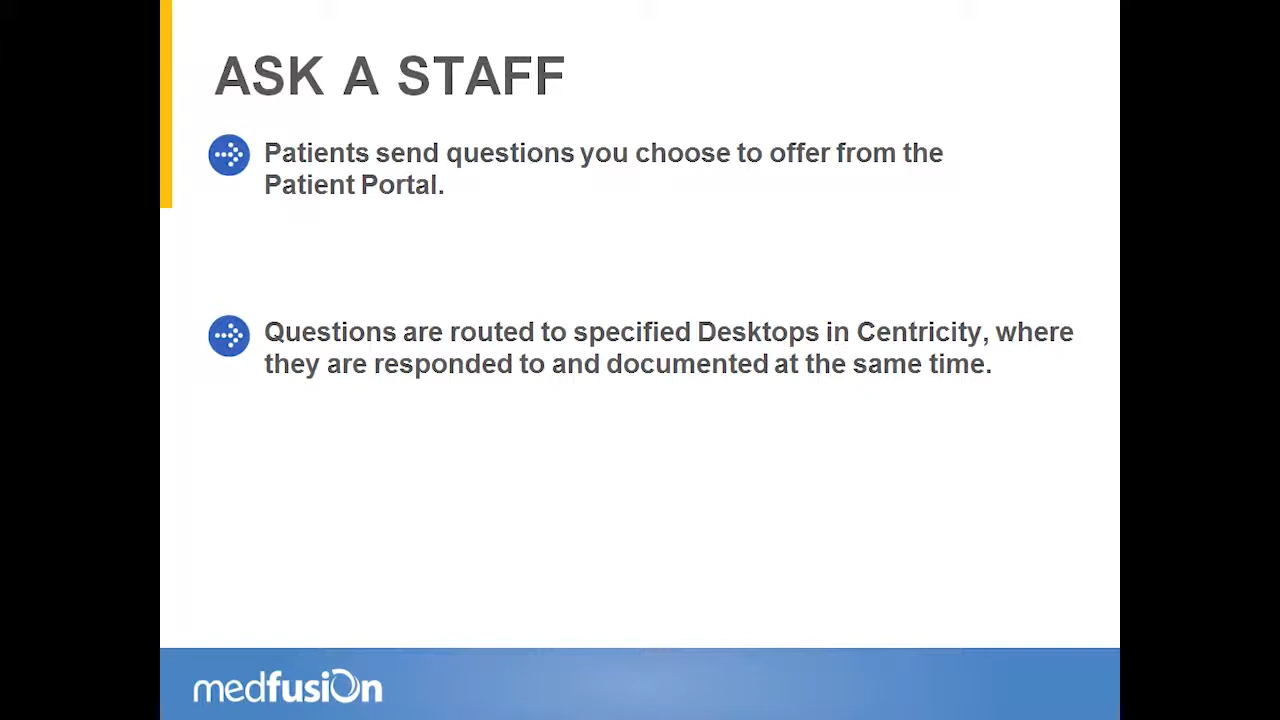 ASK A STAFF
Patients send questions you choose to offer from the
Patient Portal.
Questions are routed to specified Desktops in Centricity, where
they are responded to and documented at the same time.
medfusion